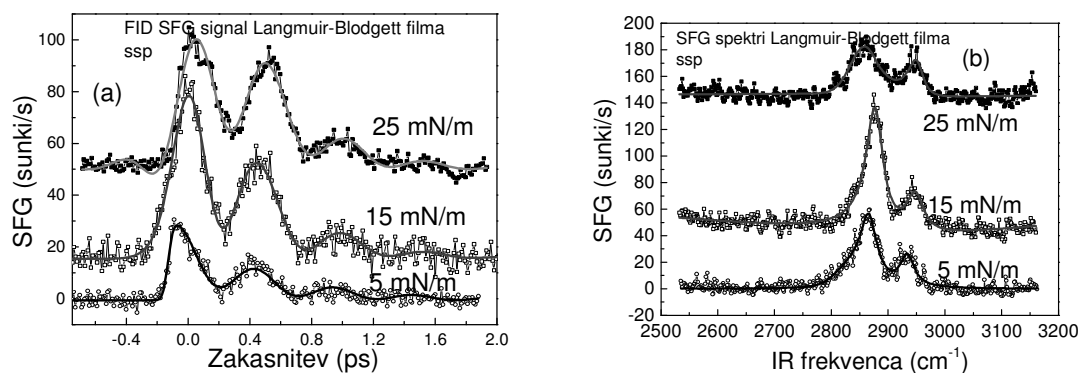 FID SFG signal Langmuir-Blodgett filma
ssp
(a)
25 mN/m
15 mN/m
5 mN/m
SFG (sunki/s)
100
80
60
40
20
0
-0.4 0.0 0.4 0.8 1.2 1.6 2.0
Zakasnitev (ps)
SFG spektri Langmuir-Blodgett filma
ssp
(b)
25 mN/m
15 mN/m
5 mN/m
SFG (sunki/s)
200
180
160
140
120
100
80
60
40
20
0
-20
2500 2600 2700 2800 2900 3000 3100 3200
IR frekvenca (cm⁻¹)